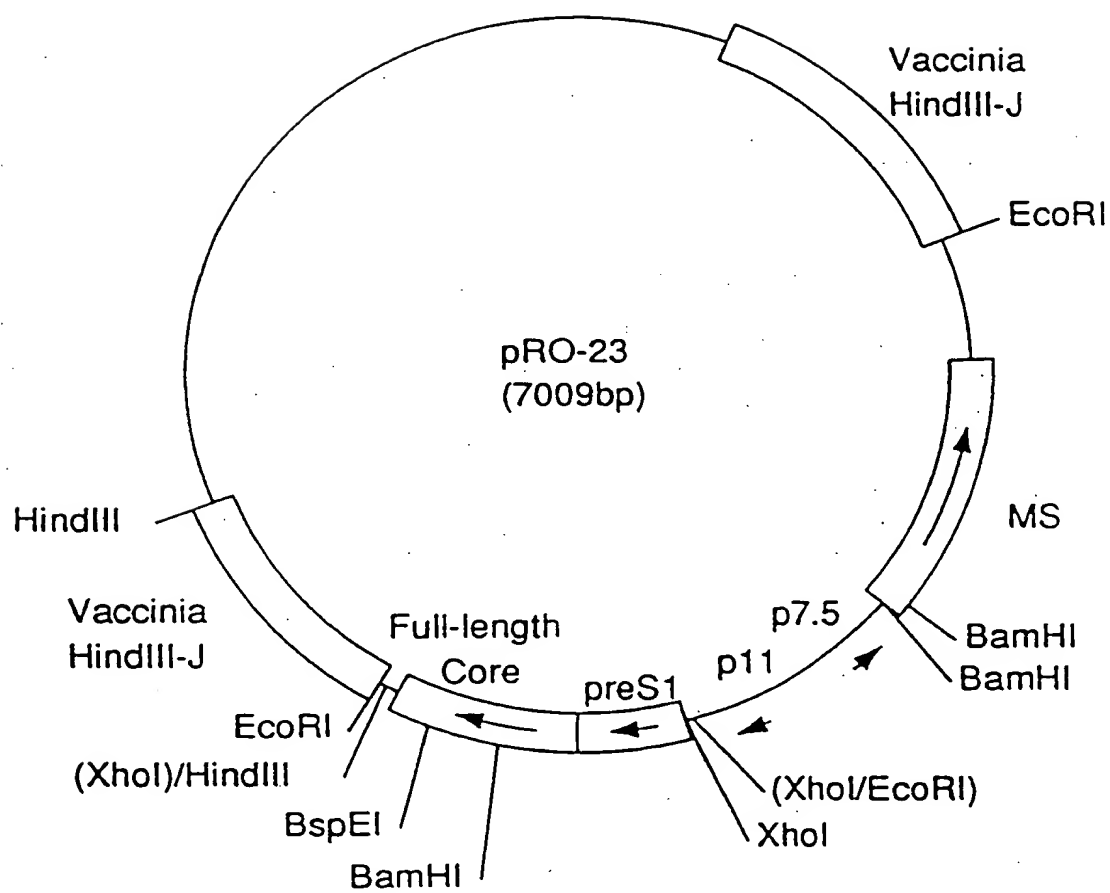 Vaccinia
HindIII-J
EcoRI
pRO-23
(7009bp)
MS
HindIII
Vaccinia
HindIII-J
Full-length
Core
preS1
p11
p7.5
BamHI
BamHI
EcoRI
(XhoI)/HindIII
BspEI
BamHI
(XhoI/EcoRI)
XhoI